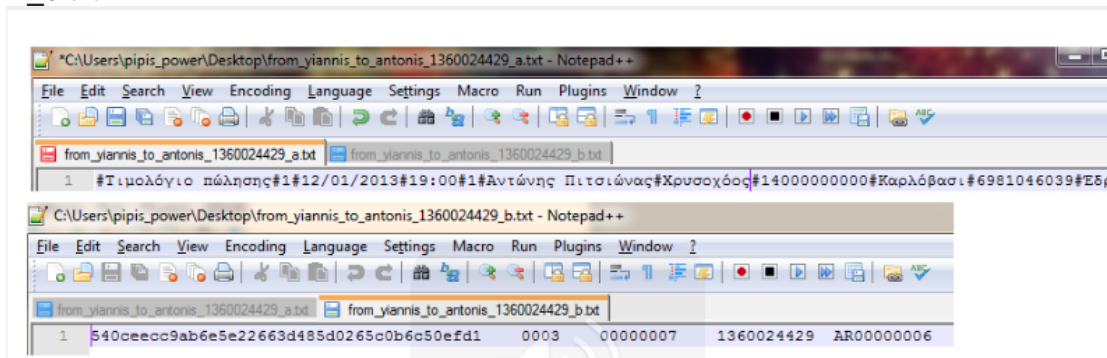 *C:\Users\pipis_power\Desktop\from_yiannis_to_antonis_1360024429_a.txt - Notepad++
File Edit Search View Encoding Language Settings Macro Run Plugins Window ?
from_yiannis_to_antonis_1360024429_a.txt from_yiannis_to_antonis_1360024429_b.txt
1 #Τιμολόγιο πώλησης#1#12/01/2013#19:00#1#Αντώνης Πιτσιώνας#Χρυσοχόος#14000000000#Καρλόβασι#6981046039#Έδρ
C:\Users\pipis_power\Desktop\from_yiannis_to_antonis_1360024429_b.txt - Notepad++
File Edit Search View Encoding Language Settings Macro Run Plugins Window ?
from_yiannis_to_antonis_1360024429_a.txt from_yiannis_to_antonis_1360024429_b.txt
1 540ceecc9ab6e5e22663d485d0265c0b6c50efd1 0003 00000007 1360024429 AR00000006